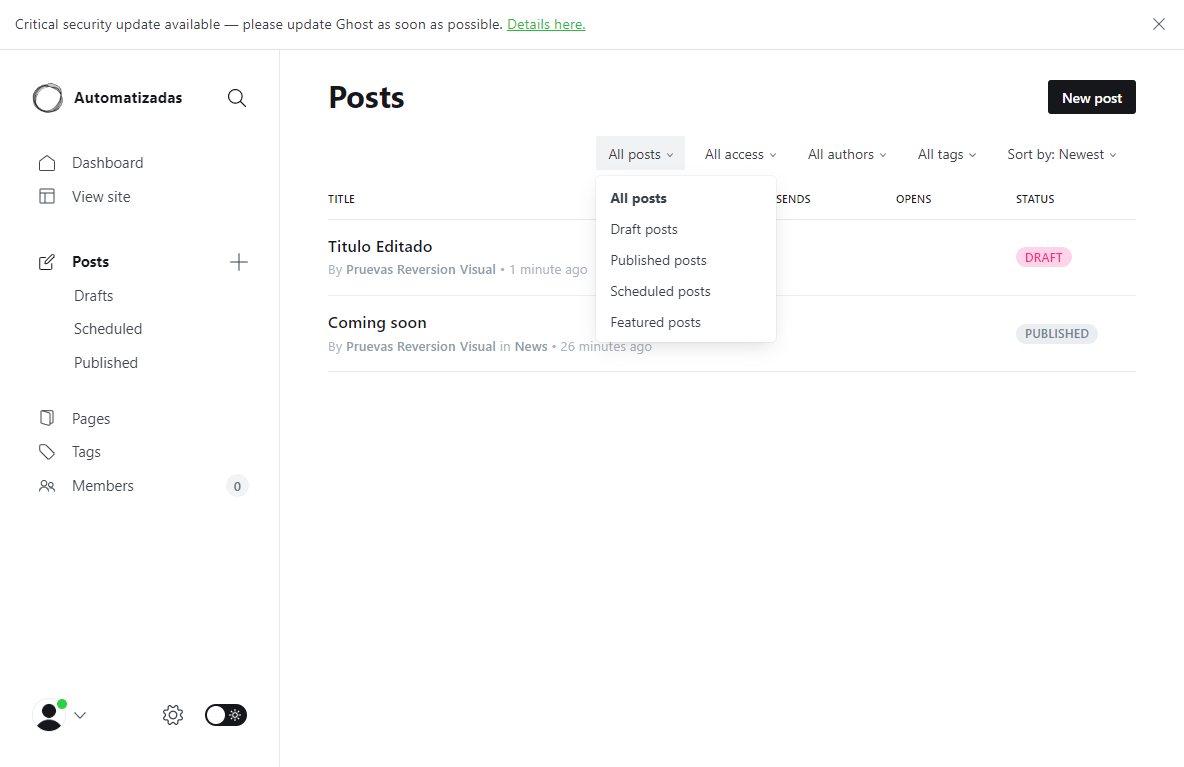 Critical security update available — please update Ghost as soon as possible. Details here.
Automatizadas
Dashboard
View site
Posts
Drafts
Scheduled
Published
Pages
Tags
Members 0
Posts
New post
All posts All access All authors All tags Sort by: Newest
All posts
Draft posts
Published posts
Scheduled posts
Featured posts
TITLE SENDS OPENS STATUS
Titulo Editado
By Pruevas Reversion Visual • 1 minute ago
DRAFT
Coming soon
By Pruevas Reversion Visual in News • 26 minutes ago
PUBLISHED